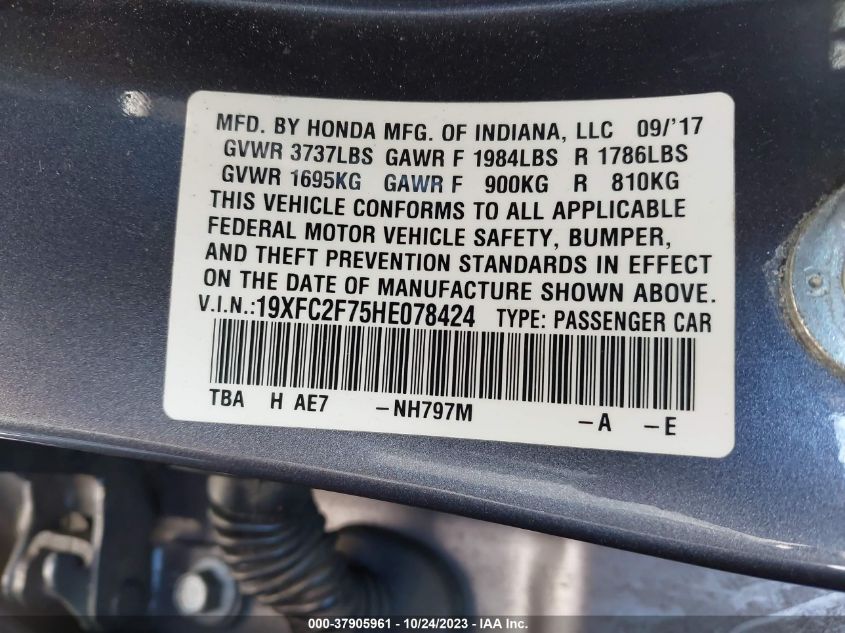 MFD. BY HONDA MFG. OF INDIANA, LLC 09/'17
GVWR 3737LBS GAWR F 1984LBS R 1786LBS
GVWR 1695KG GAWR F 900KG R 810KG
THIS VEHICLE CONFORMS TO ALL APPLICABLE
FEDERAL MOTOR VEHICLE SAFETY, BUMPER,
AND THEFT PREVENTION STANDARDS IN EFFECT
ON THE DATE OF MANUFACTURE SHOWN ABOVE.
V.I.N.:19XFC2F75HE078424 TYPE: PASSENGER CAR
TBA H AE7 -NH797M -A -E
000-37905961 - 10/24/2023 - IAA Inc.